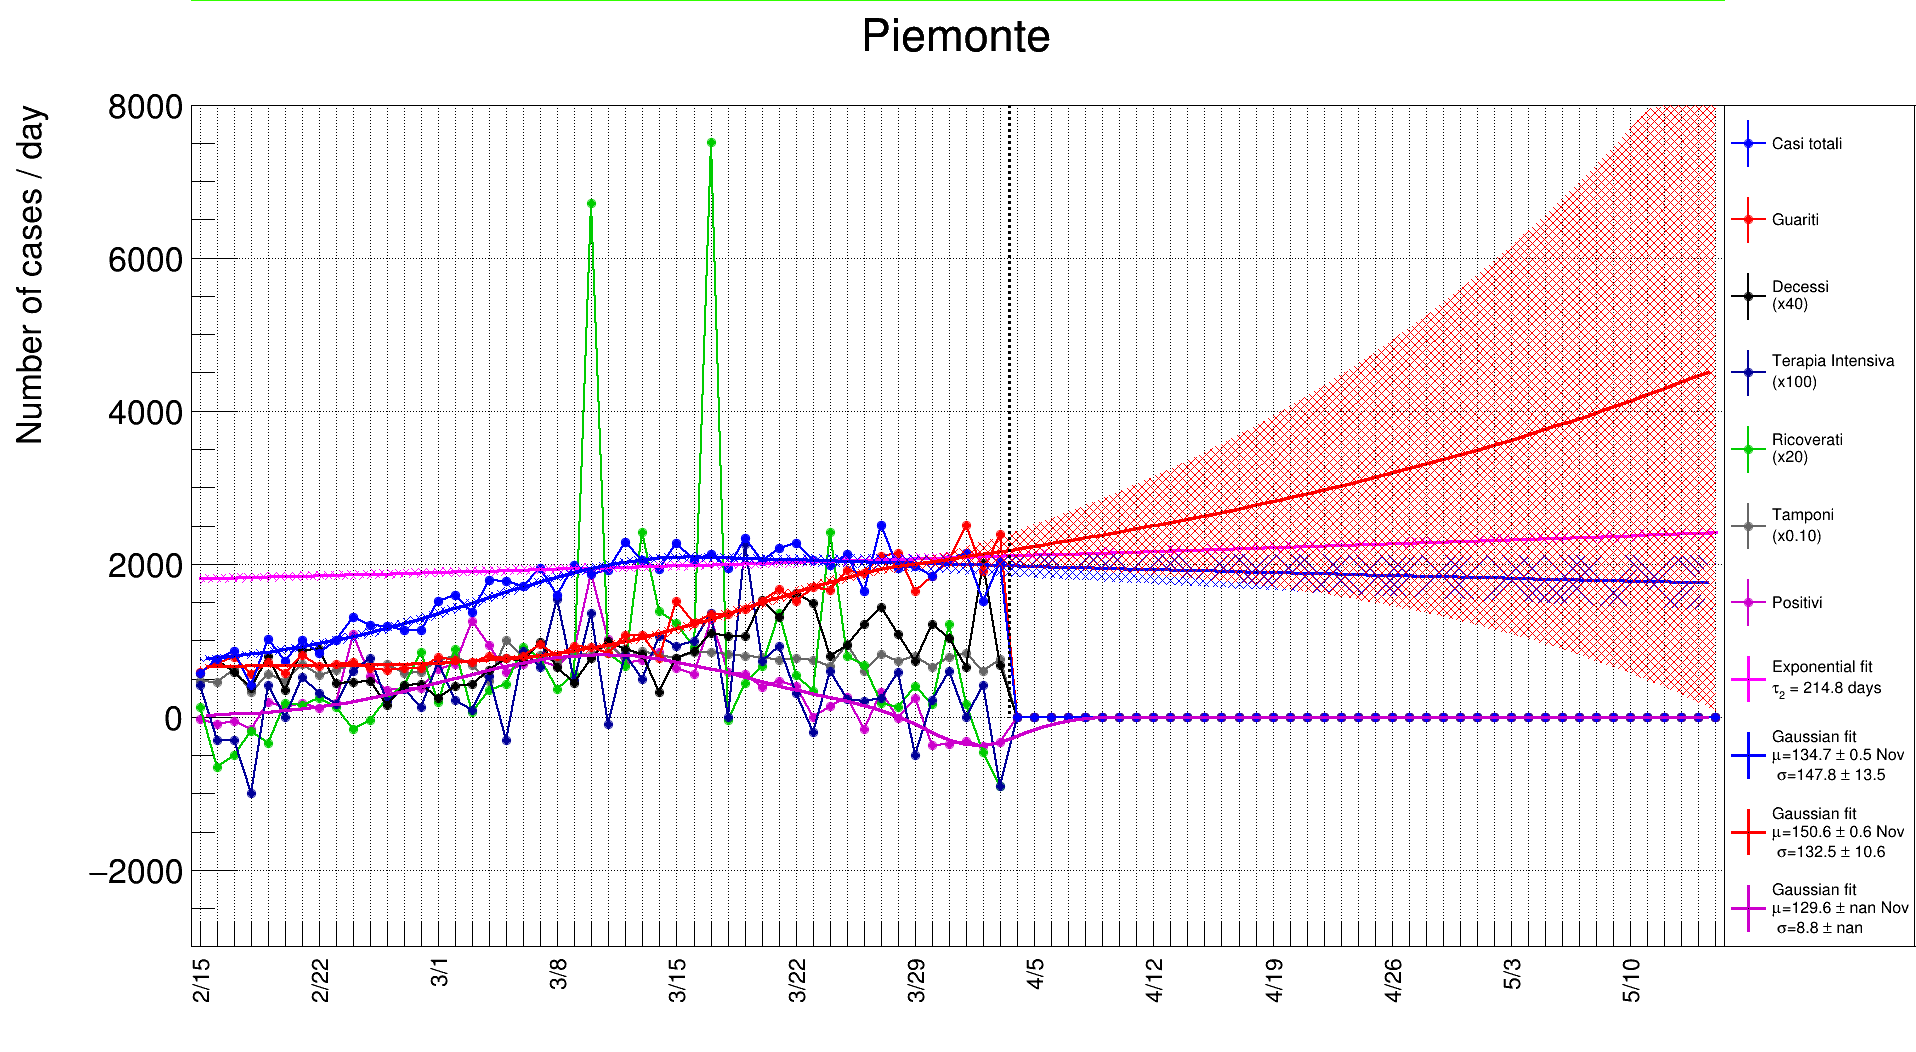 Piemonte
Number of cases / day
8000
6000
4000
2000
0
−2000
2/15
2/22
3/1
3/8
3/15
3/22
3/29
4/5
4/12
4/19
4/26
5/3
5/10
Casi totali
Guariti
Decessi
(x40)
Terapia Intensiva
(x100)
Ricoverati
(x20)
Tamponi
(x0.10)
Positivi
Exponential fit
τ2 = 214.8 days
Gaussian fit
μ=134.7 ± 0.5 Nov
σ=147.8 ± 13.5
Gaussian fit
μ=150.6 ± 0.6 Nov
σ=132.5 ± 10.6
Gaussian fit
μ=129.6 ± nan Nov
σ=8.8 ± nan